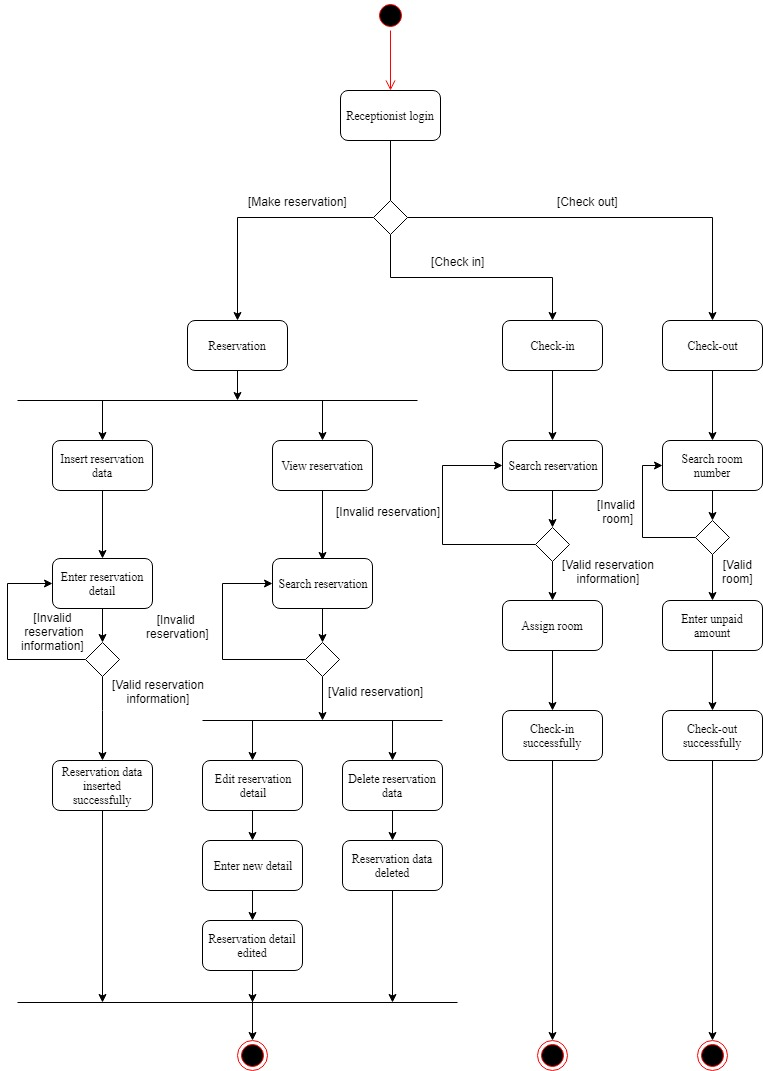 Receptionist login
[Make reservation]
[Check out]
[Check in]
Reservation
Check-in
Check-out
Insert reservation
data
View reservation
Search reservation
Search room
number
[Invalid reservation]
[Invalid
room]
[Valid reservation
information]
[Valid
room]
Enter reservation
detail
Search reservation
[Invalid
reservation
information]
[Invalid
reservation]
Assign room
Enter unpaid
amount
[Valid reservation
information]
[Valid reservation]
Check-in
successfully
Check-out
successfully
Reservation data
inserted
successfully
Edit reservation
detail
Delete reservation
data
Enter new detail
Reservation data
deleted
Reservation detail
edited